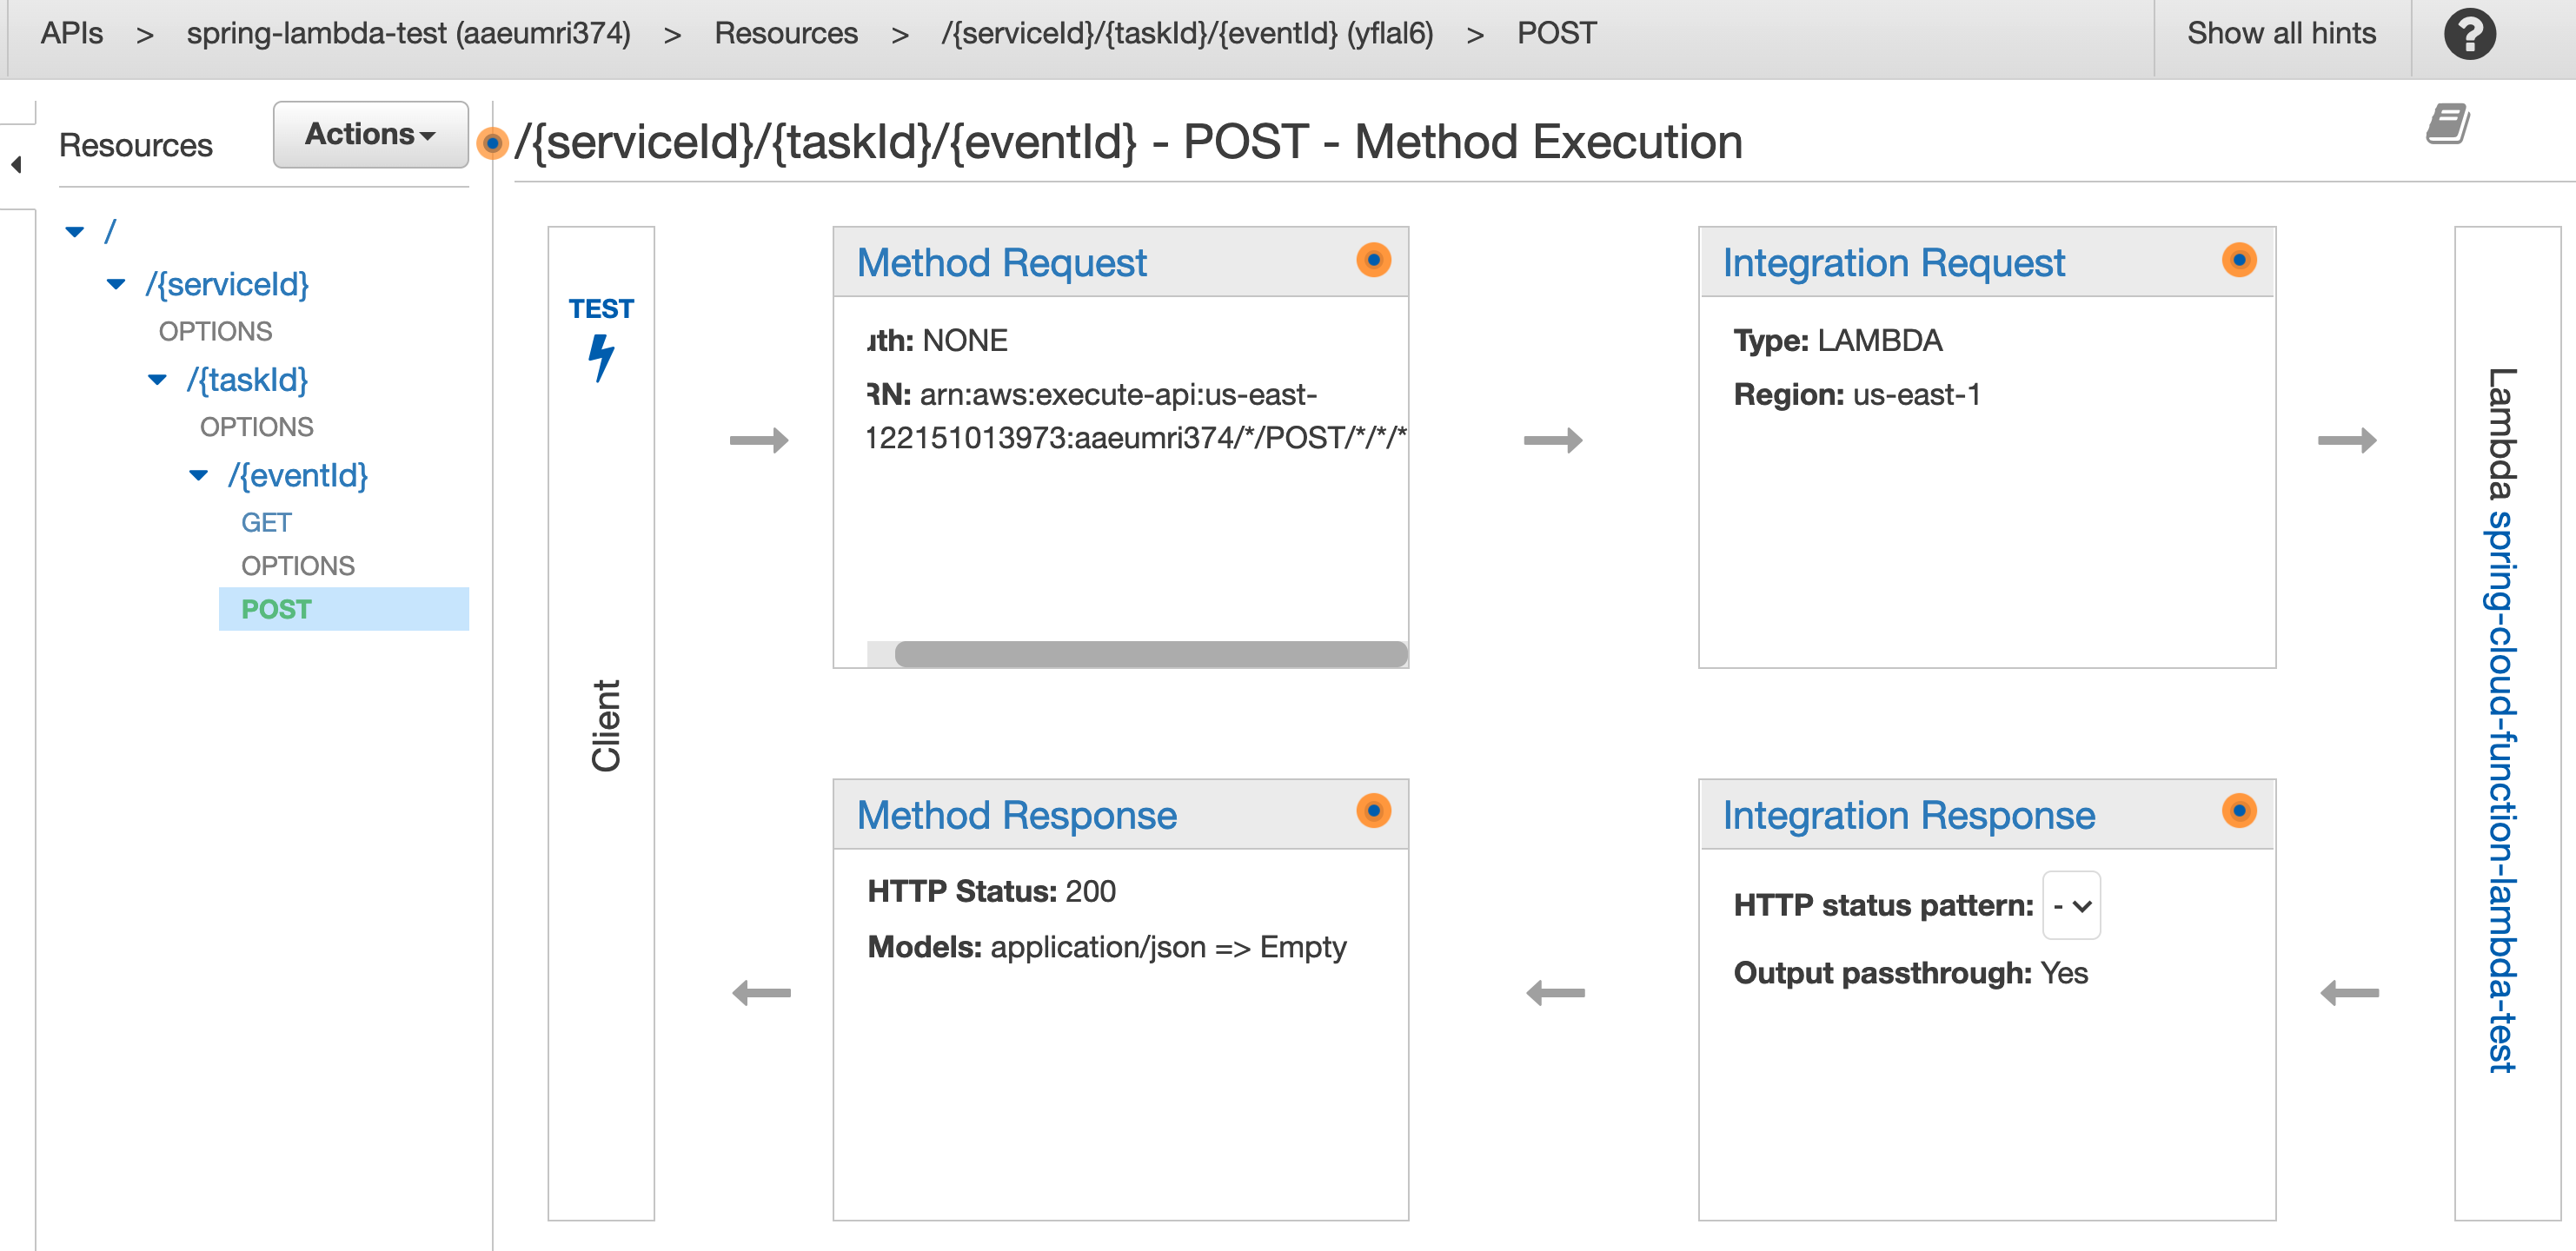 APIs > spring-lambda-test (aaeumri374) > Resources > /{serviceId}/{taskId}/{eventId} (yflal6) > POST
Show all hints
?
Resources
Actions
/{serviceId}/{taskId}/{eventId} - POST - Method Execution
/
/{serviceId}
OPTIONS
/{taskId}
OPTIONS
/{eventId}
GET
OPTIONS
POST
TEST
Client
Method Request
uth: NONE
RN: arn:aws:execute-api:us-east-
122151013973:aaeumri374/*/POST/*/*/*
Integration Request
Type: LAMBDA
Region: us-east-1
Lambda spring-cloud-function-lambda-test
Method Response
HTTP Status: 200
Models: application/json => Empty
Integration Response
HTTP status pattern: -
Output passthrough: Yes